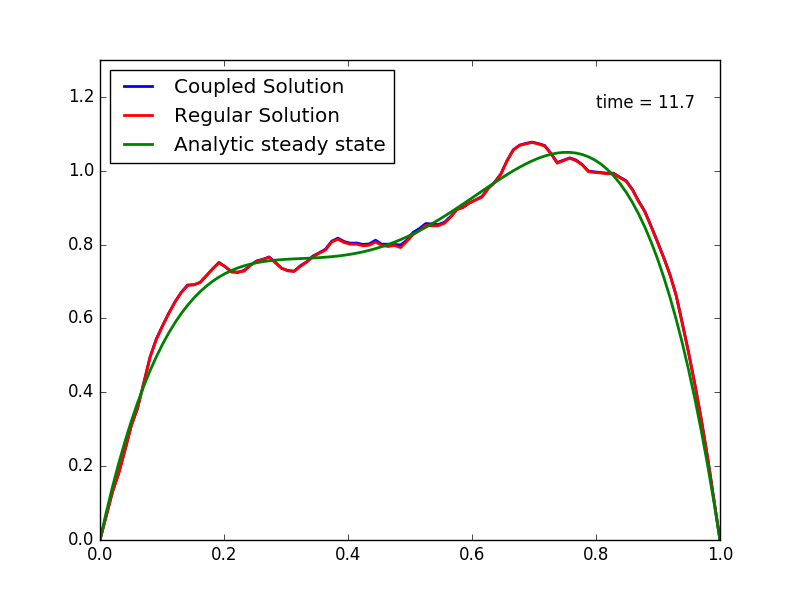 Coupled Solution
Regular Solution
Analytic steady state
time = 11.7
1.2
1.0
0.8
0.6
0.4
0.2
0.0
0.0 0.2 0.4 0.6 0.8 1.0